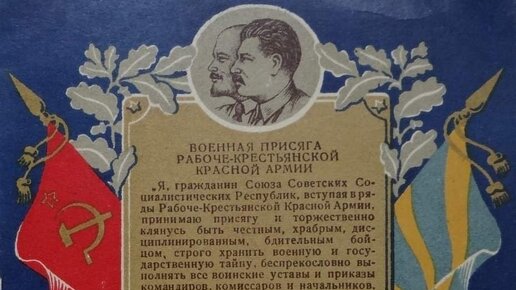 ВОЕННАЯ ПРИСЯГА
РАБОЧЕ-КРЕСТЬЯНСКОЙ
КРАСНОЙ АРМИИ
„Я, гражданин Союза Советских Со-
циалистических Республик, вступая в ря-
ды Рабоче-Крестьянской Красной Армии,
принимаю присягу и торжественно
клянусь быть честным, храбрым, дис-
циплинированным, бдительным бой-
цом, строго хранить военную и госу-
дарственную тайну, беспрекословно
выполнять все воинские уставы и приказы
командиров, комиссаров и начальников.